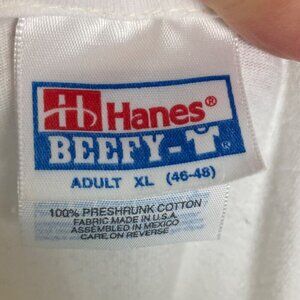 Hanes®
BEEFY-T®
ADULT XL (46-48)
100% PRESHRUNK COTTON
FABRIC MADE IN U.S.A.
ASSEMBLED IN MEXICO
CARE ON REVERSE